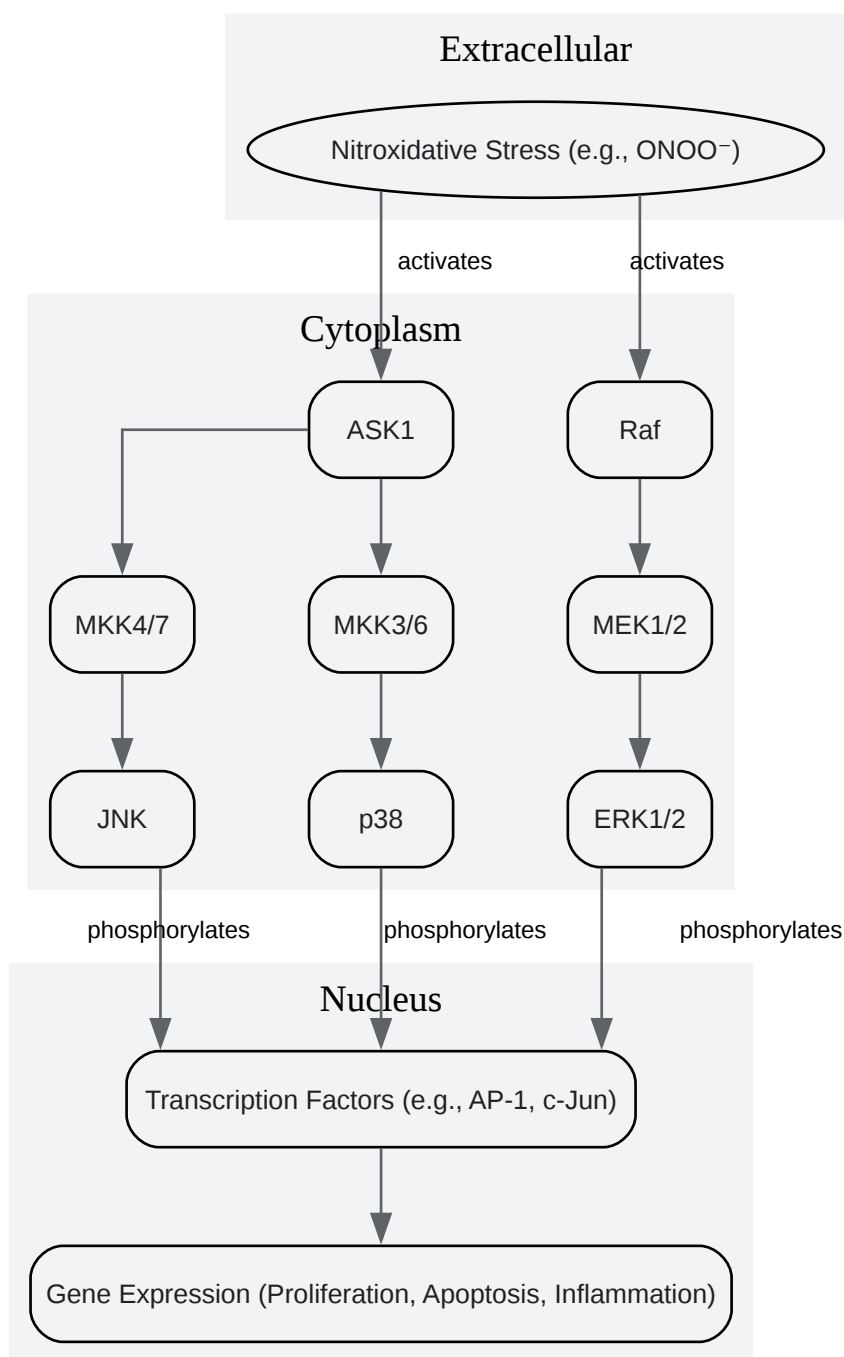 Extracellular
Nitroxidative Stress (e.g., ONOO⁻)
activates
activates
Cytoplasm
ASK1
Raf
MKK4/7
MKK3/6
MEK1/2
JNK
p38
ERK1/2
phosphorylates
phosphorylates
phosphorylates
Nucleus
Transcription Factors (e.g., AP-1, c-Jun)
Gene Expression (Proliferation, Apoptosis, Inflammation)